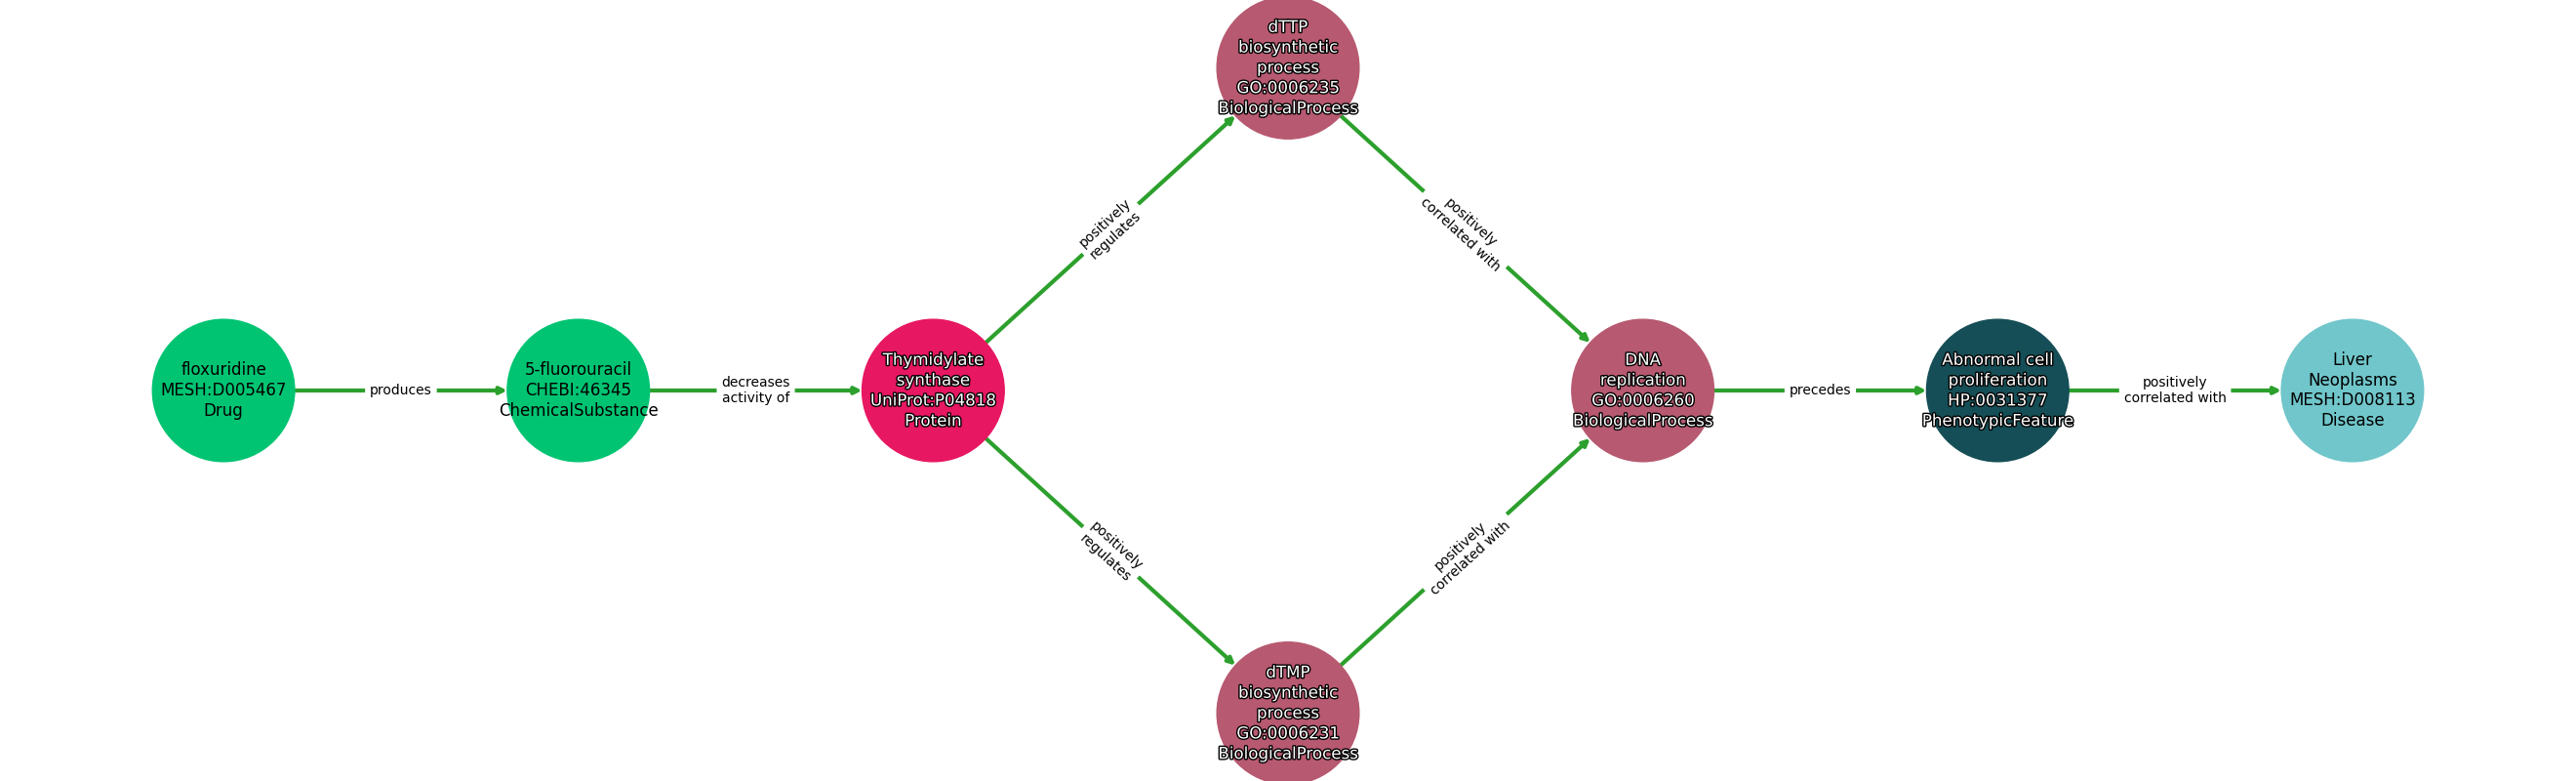 floxuridine
MESH:D005467
Drug
produces
5-fluorouracil
CHEBI:46345
ChemicalSubstance
decreases
activity of
Thymidylate
synthase
UniProt:P04818
Protein
positively
regulates
dTTP
biosynthetic
process
GO:0006235
BiologicalProcess
positively
correlated with
positively
regulates
dTMP
biosynthetic
process
GO:0006231
BiologicalProcess
positively
correlated with
DNA
replication
GO:0006260
BiologicalProcess
precedes
Abnormal cell
proliferation
HP:0031377
PhenotypicFeature
positively
correlated with
Liver
Neoplasms
MESH:D008113
Disease